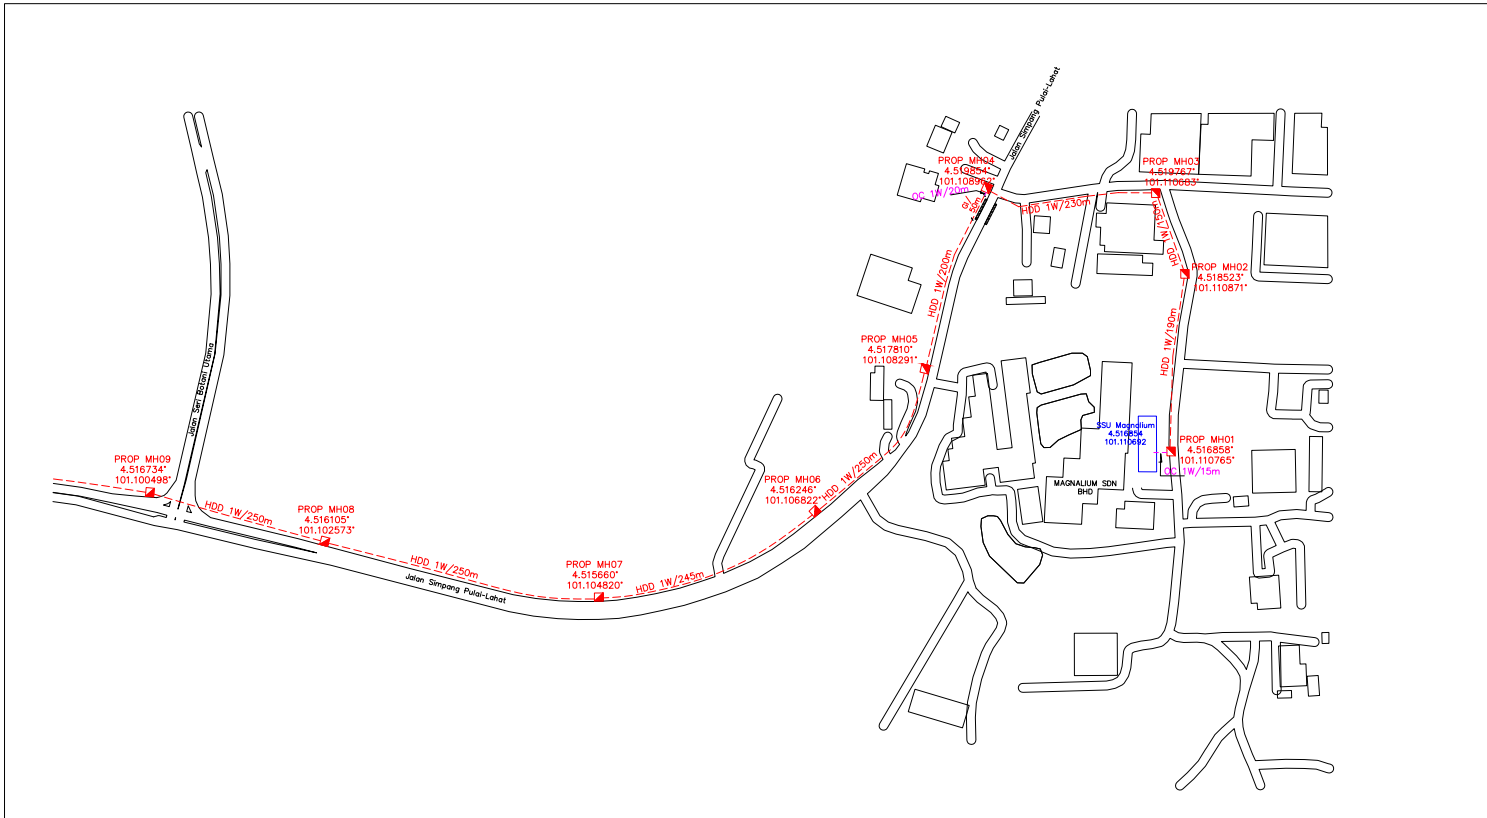 Jalan Simpang Pulai-Lahat
PROP MH04
4.519854°
101.108962°
OC 1W/20m
GI/
50m
HDD 1W/230m
PROP MH03
4.519767°
101.110683°
HDD 1W/150m
PROP MH02
4.518523°
101.110871°
HDD 1W/200m
HDD 1W/190m
PROP MH05
4.517810°
101.108291°
Jalan Seri Botani Utama
SSU Magnalium
4.516854
101.110692
PROP MH01
4.516858°
101.110765°
OC 1W/15m
MAGNALIUM SDN
BHD
PROP MH09
4.516734°
101.100498°
HDD 1W/250m
PROP MH06
4.516246°
101.106822°
HDD 1W/250m
PROP MH08
4.516105°
101.102573°
HDD 1W/250m
PROP MH07
4.515660°
101.104820°
HDD 1W/245m
Jalan Simpang Pulai-Lahat